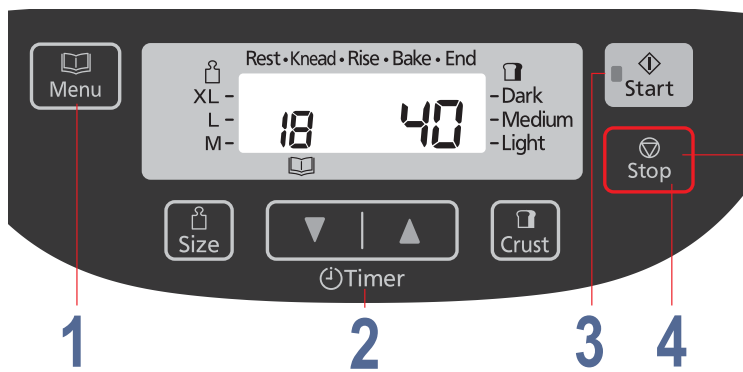 Menu
Rest • Knead • Rise • Bake • End
XL -
L -
M -
18
40
- Dark
- Medium
- Light
Start
Stop
Size
Timer
Crust
1
2
3
4